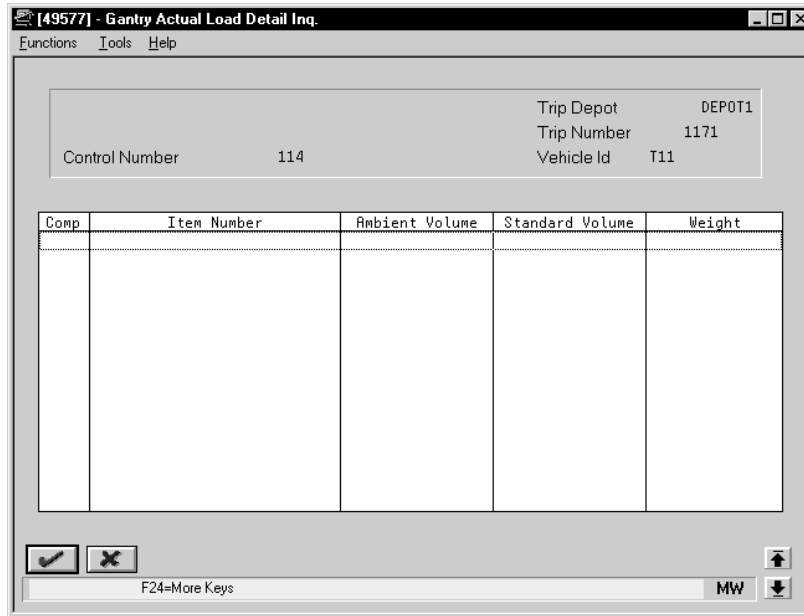 [49577] - Gantry Actual Load Detail Inq.
Functions Tools Help
Trip Depot DEPOT1
Trip Number 1171
Control Number 114 Vehicle Id T11
Comp Item Number Ambient Volume Standard Volume Weight
F24=More Keys MW